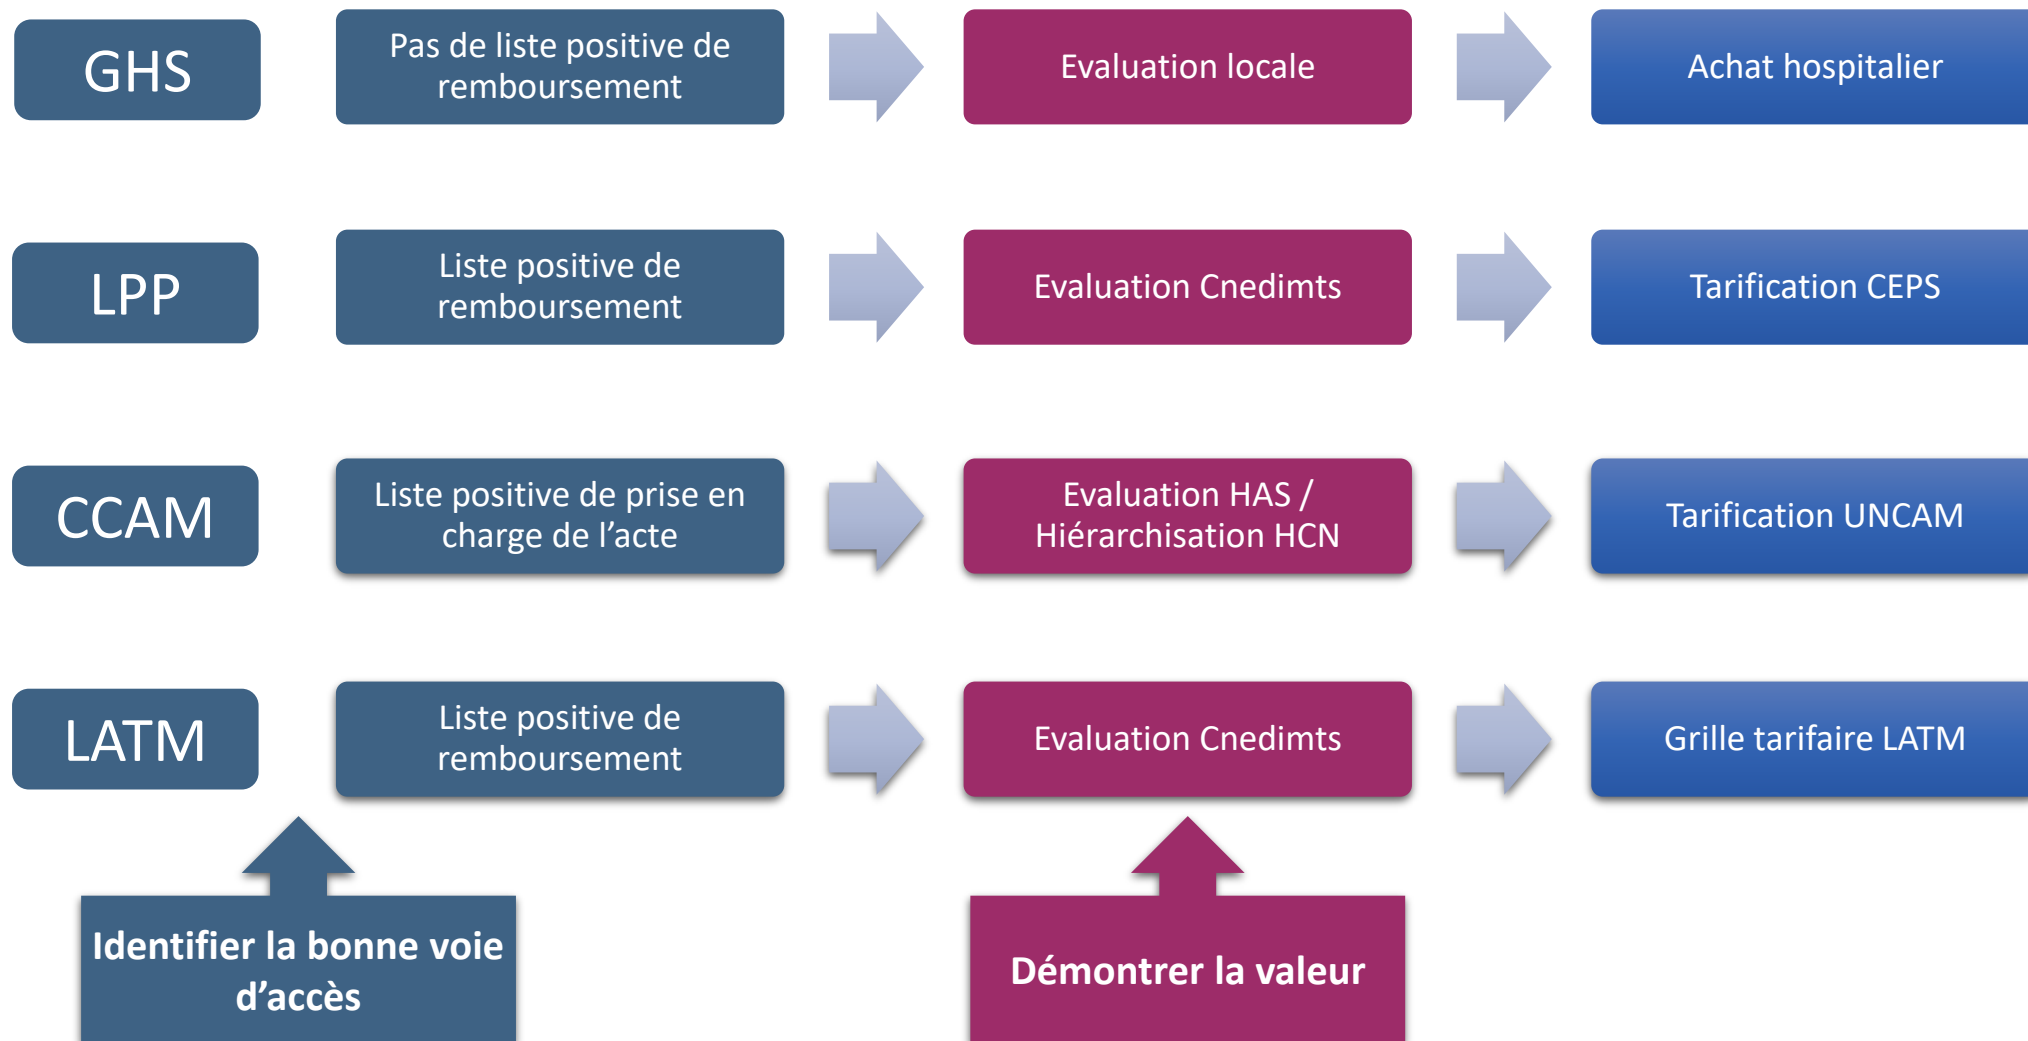 GHS
Pas de liste positive de
remboursement
Evaluation locale
Achat hospitalier
LPP
Liste positive de
remboursement
Evaluation Cnedimts
Tarification CEPS
CCAM
Liste positive de prise en
charge de l’acte
Evaluation HAS /
Hiérarchisation HCN
Tarification UNCAM
LATM
Liste positive de
remboursement
Evaluation Cnedimts
Grille tarifaire LATM
Identifier la bonne voie
d’accès
Démontrer la valeur